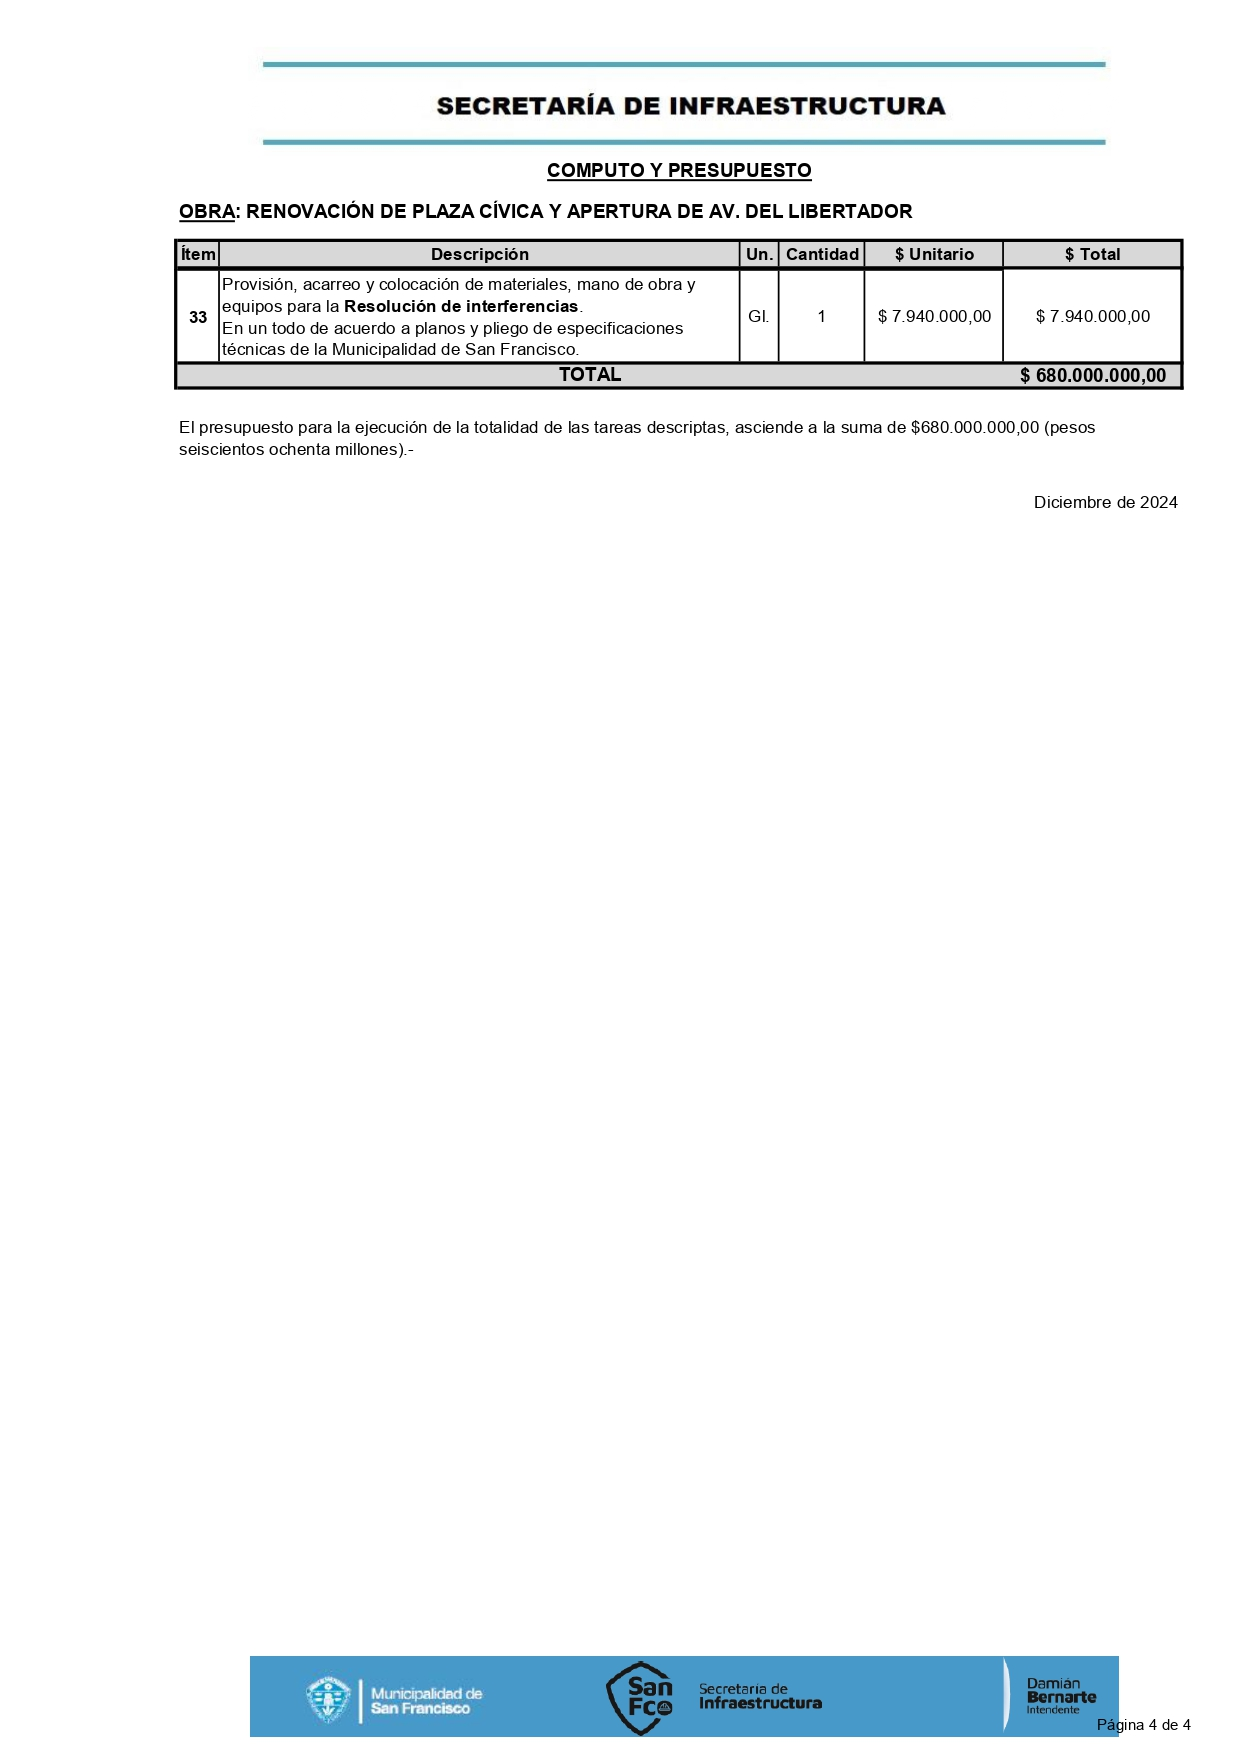 SECRETARÍA DE INFRAESTRUCTURA
COMPUTO Y PRESUPUESTO
OBRA: RENOVACIÓN DE PLAZA CÍVICA Y APERTURA DE AV. DEL LIBERTADOR
Ítem Descripción Un. Cantidad $ Unitario $ Total
Provisión, acarreo y colocación de materiales, mano de obra y
equipos para la Resolución de interferencias.
33 Gl. 1 $ 7.940.000,00 $ 7.940.000,00
En un todo de acuerdo a planos y pliego de especificaciones
técnicas de la Municipalidad de San Francisco.
TOTAL $ 680.000.000,00
El presupuesto para la ejecución de la totalidad de las tareas descriptas, asciende a la suma de $680.000.000,00 (pesos
seiscientos ochenta millones).-
Diciembre de 2024
Municipalidad de
San Francisco
San
Fco
Secretaría de
Infraestructura
Damián
Bernarte
Intendente
Página 4 de 4